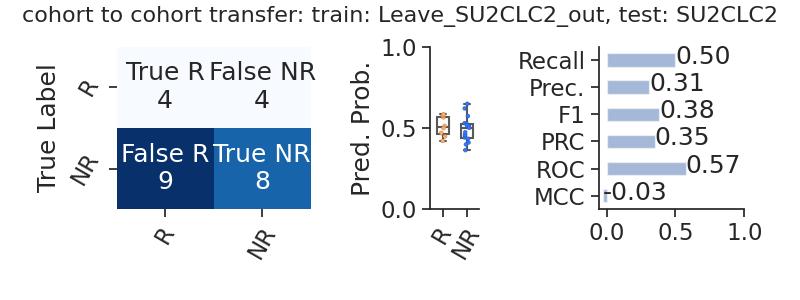 cohort to cohort transfer: train: Leave_SU2CLC2_out, test: SU2CLC2
True Label
R
NR
True R
4
False NR
4
False R
9
True NR
8
R
NR
Pred. Prob.
1.0
0.5
0.0
R
NR
Recall
0.50
Prec.
0.31
F1
0.38
PRC
0.35
ROC
0.57
MCC
-0.03
0.0
0.5
1.0